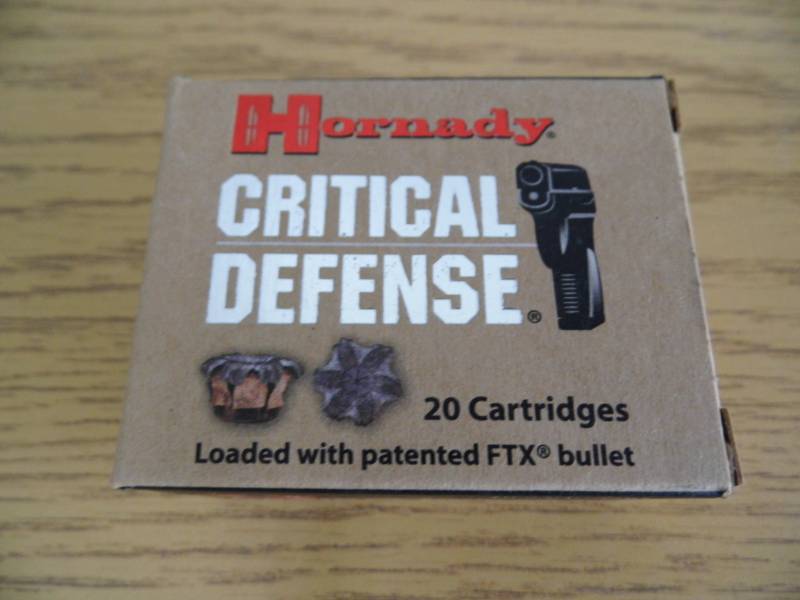 Hornady®
CRITICAL
DEFENSE®
20 Cartridges
Loaded with patented FTX® bullet